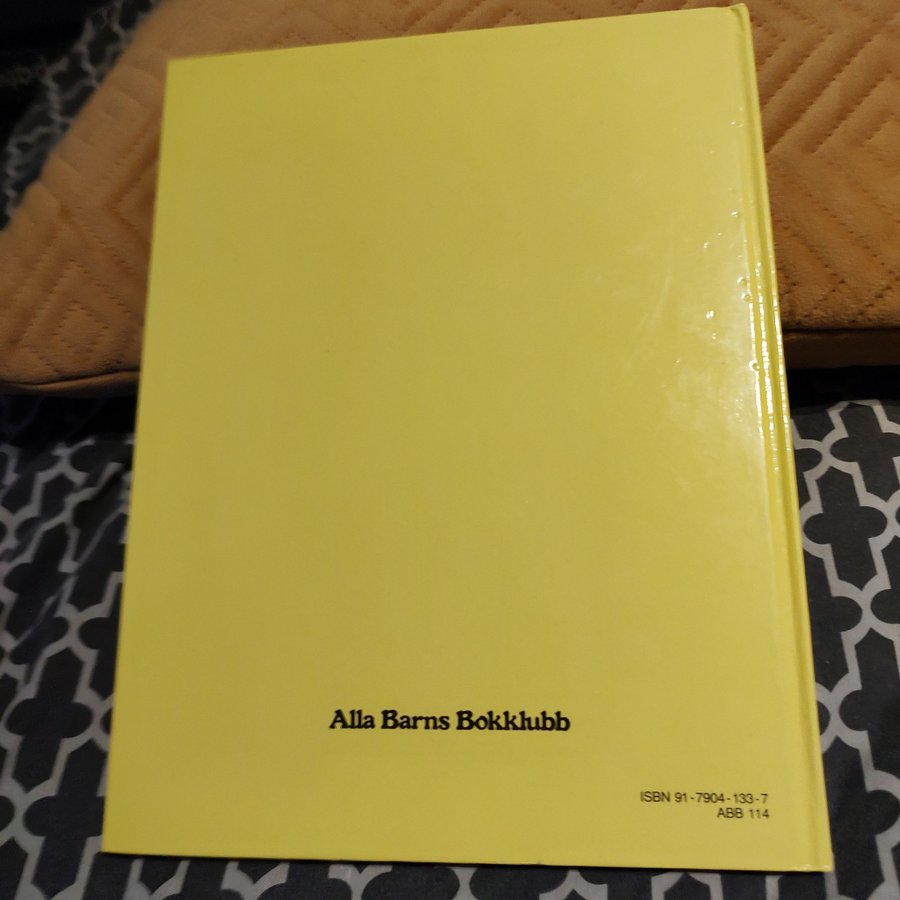 Alla Barns Bokklubb
ISBN 91-7904-133-7
ABB 114